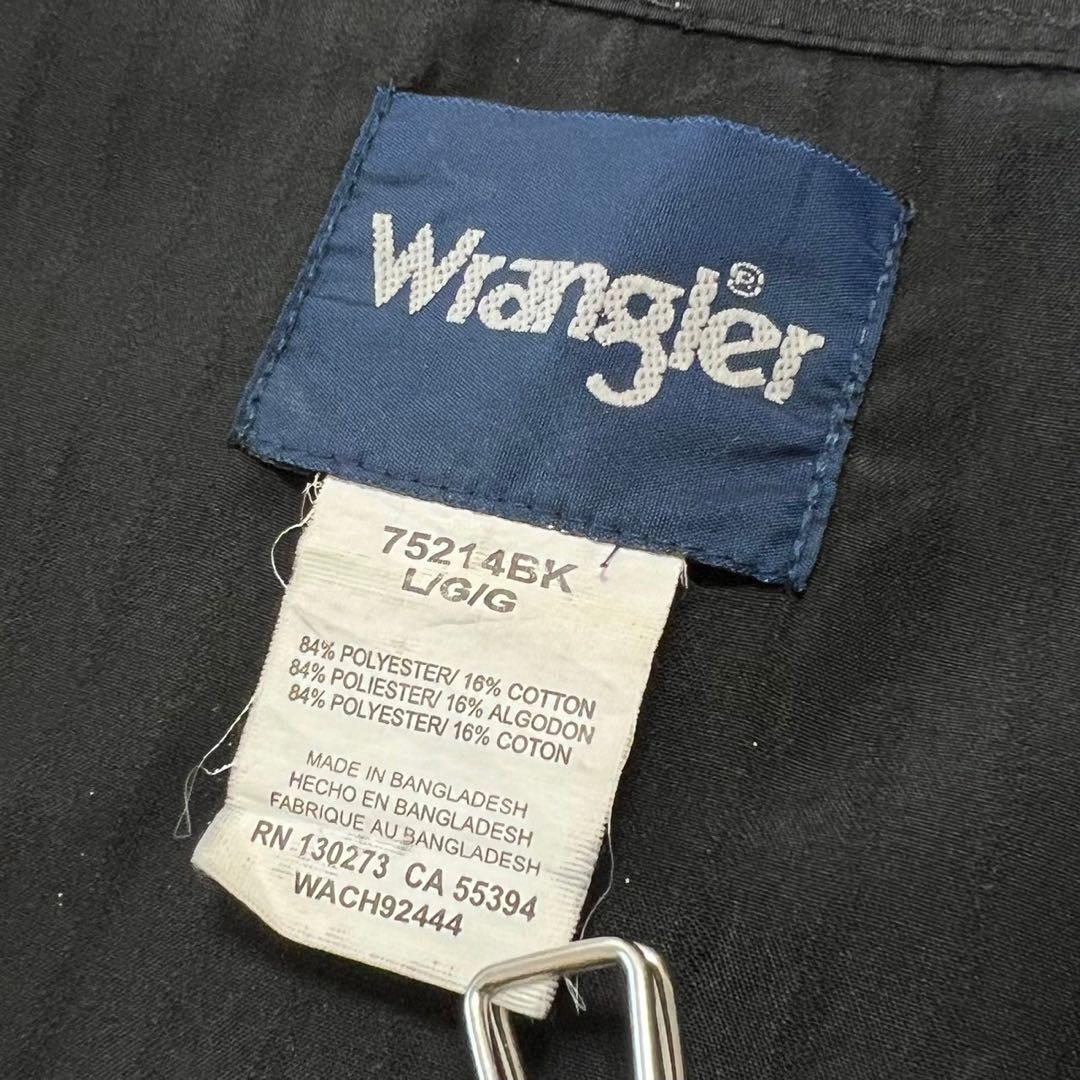 Wrangler®
75214BK
L/G/G
84% POLYESTER/ 16% COTTON
84% POLIESTER/ 16% ALGODON
84% POLYESTER/ 16% COTON
MADE IN BANGLADESH
HECHO EN BANGLADESH
FABRIQUE AU BANGLADESH
RN 130273 CA 55394
WACH92444